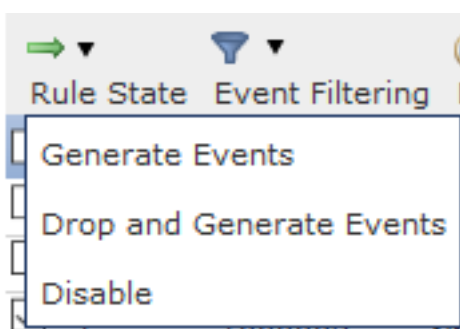 Rule State Event Filtering
Generate Events
Drop and Generate Events
Disable